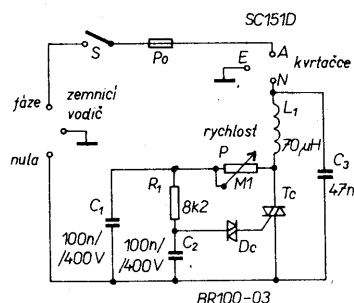 SC151D
S
Po
E
A
kvrtačce
N
fáze
zemnicí
vodič
nula
rychlost
P
M1
L1
70µH
C3
47n
R1
8k2
Tc
C1
100n/
/400V
100n/
/400V
C2
Dc
BR100-03